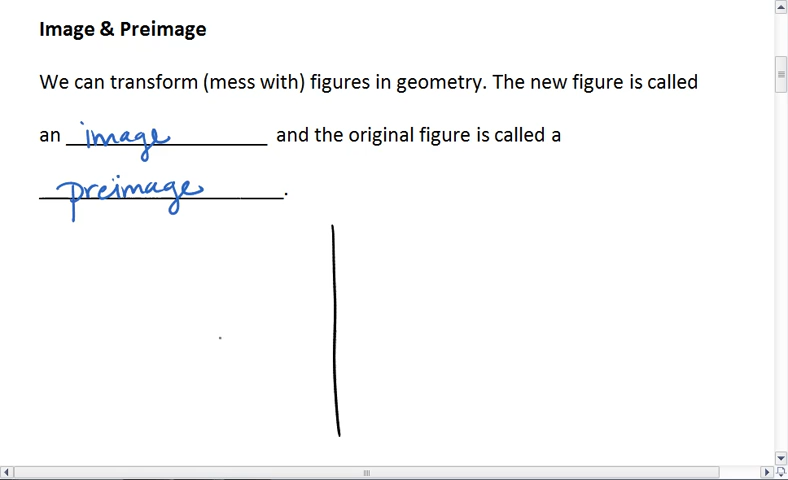 Image & Preimage
We can transform (mess with) figures in geometry. The new figure is called
an image and the original figure is called a
preimage.